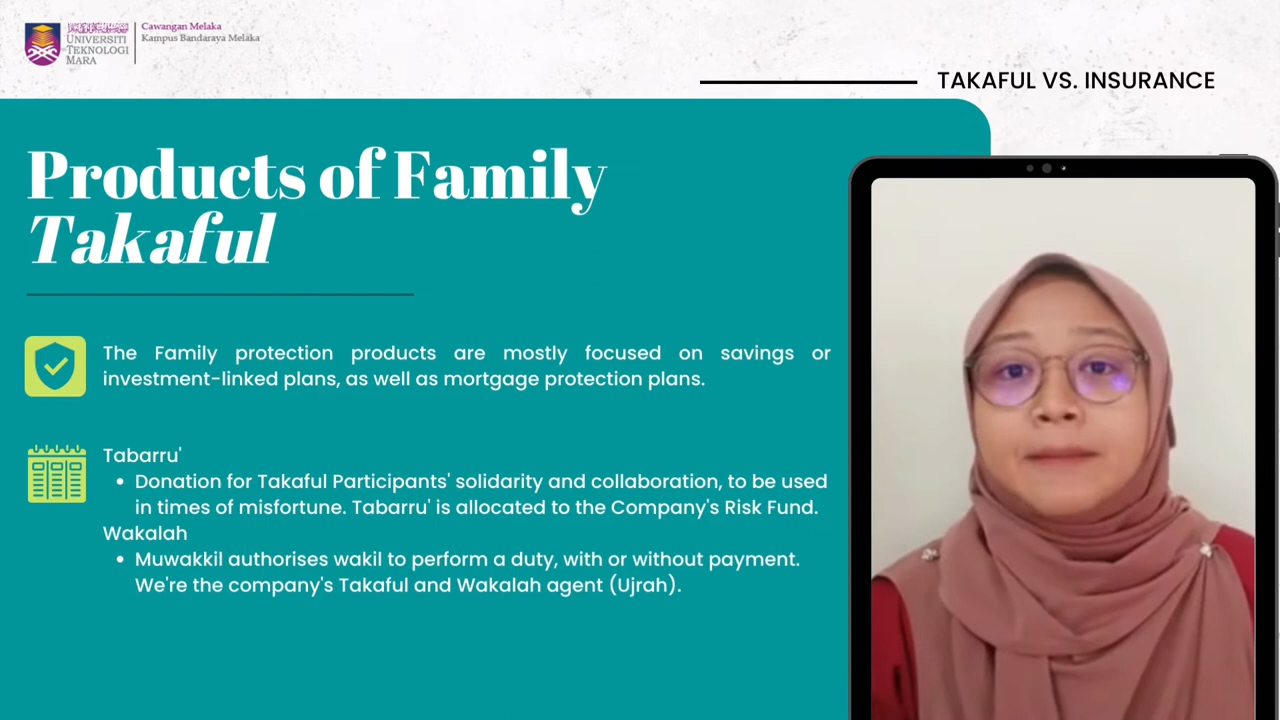 UNIVERSITI
TEKNOLOGI
MARA
Cawangan Melaka
Kampus Bandaraya Melaka
TAKAFUL VS. INSURANCE
Products of Family
Takaful
The Family protection products are mostly focused on savings or
investment-linked plans, as well as mortgage protection plans.
Tabarru'
• Donation for Takaful Participants' solidarity and collaboration, to be used
in times of misfortune. Tabarru' is allocated to the Company's Risk Fund.
Wakalah
• Muwakkil authorises wakil to perform a duty, with or without payment.
We're the company's Takaful and Wakalah agent (Ujrah).